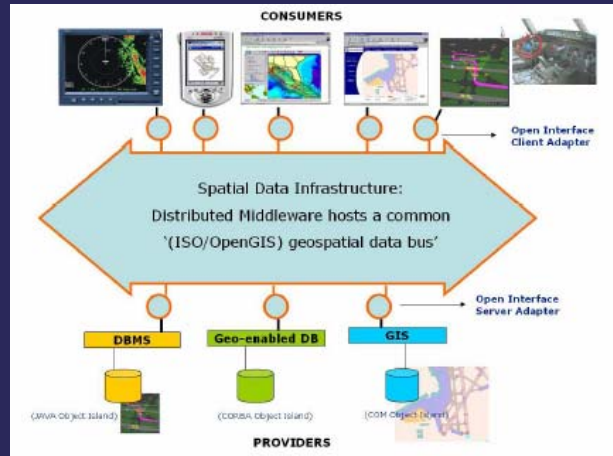 CONSUMERS
Open Interface
Client Adapter
Spatial Data Infrastructure:
Distributed Middleware hosts a common
‘(ISO/OpenGIS) geospatial data bus’
Open Interface
Server Adapter
DBMS
Geo-enabled DB
GIS
(JAVA Object Island)
(CORBA Object Island)
(COM Object Island)
PROVIDERS